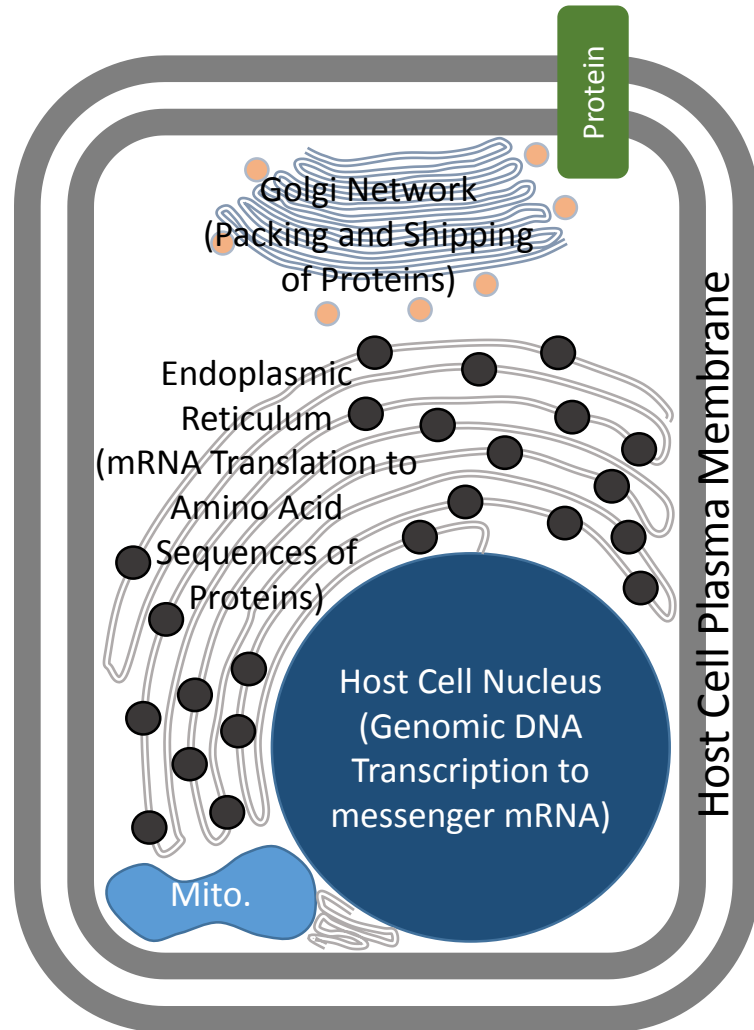 Protein
Golgi Network
(Packing and Shipping
of Proteins)
Endoplasmic
Reticulum
(mRNA Translation to
Amino Acid
Sequences of
Proteins)
Host Cell Plasma Membrane
Host Cell Nucleus
(Genomic DNA
Transcription to
messenger mRNA)
Mito.